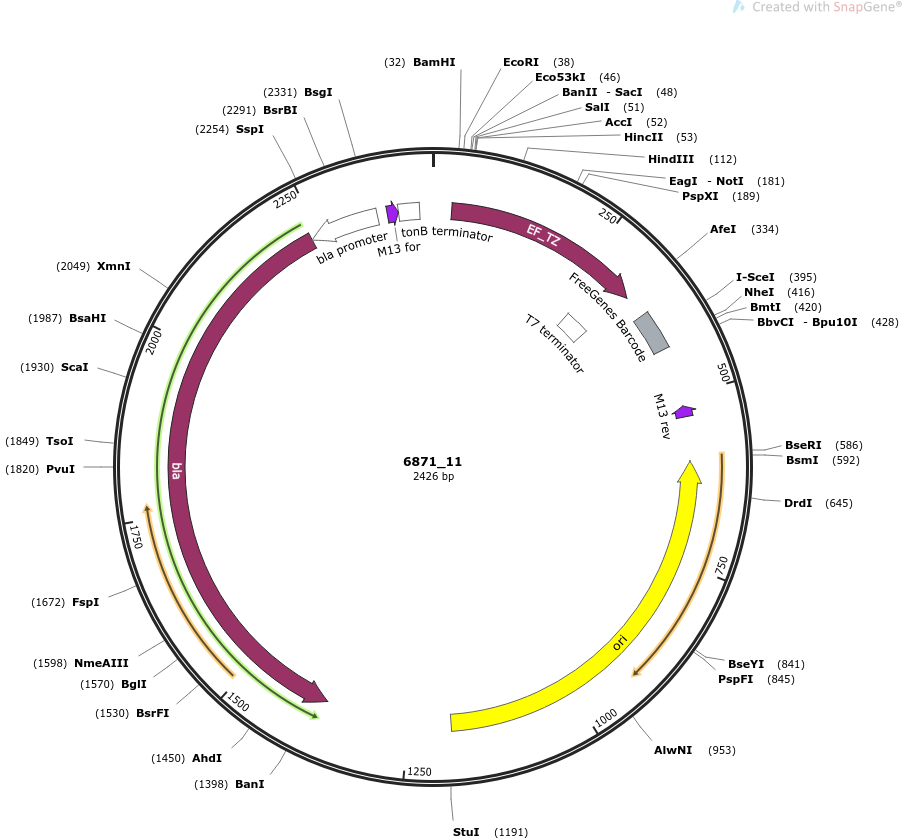 Created with SnapGene®
(32) BamHI
EcoRI (38)
Eco53kI (46)
BanII - SacI (48)
SalI (51)
AccI (52)
HincII (53)
HindIII (112)
EagI - NotI (181)
PspXI (189)
AfeI (334)
I-SceI (395)
NheI (416)
BmtI (420)
BbvCI - Bpu10I (428)
BseRI (586)
BsmI (592)
DrdI (645)
BseYI (841)
PspFI (845)
AlwNI (953)
StuI (1191)
(1398) BanI
(1450) AhdI
(1530) BsrFI
(1570) BglI
(1598) NmeAIII
(1672) FspI
(1820) PvuI
(1849) TsoI
(1930) ScaI
(1987) BsaHI
(2049) XmnI
(2254) SspI
(2291) BsrBI
(2331) BsgI
250
500
750
1000
1250
1500
1750
2000
2250
EF_TZ
FreeGenes Barcode
T7 terminator
M13 rev
ori
bla
bla promoter
M13 for
tonB terminator
6871_11
2426 bp